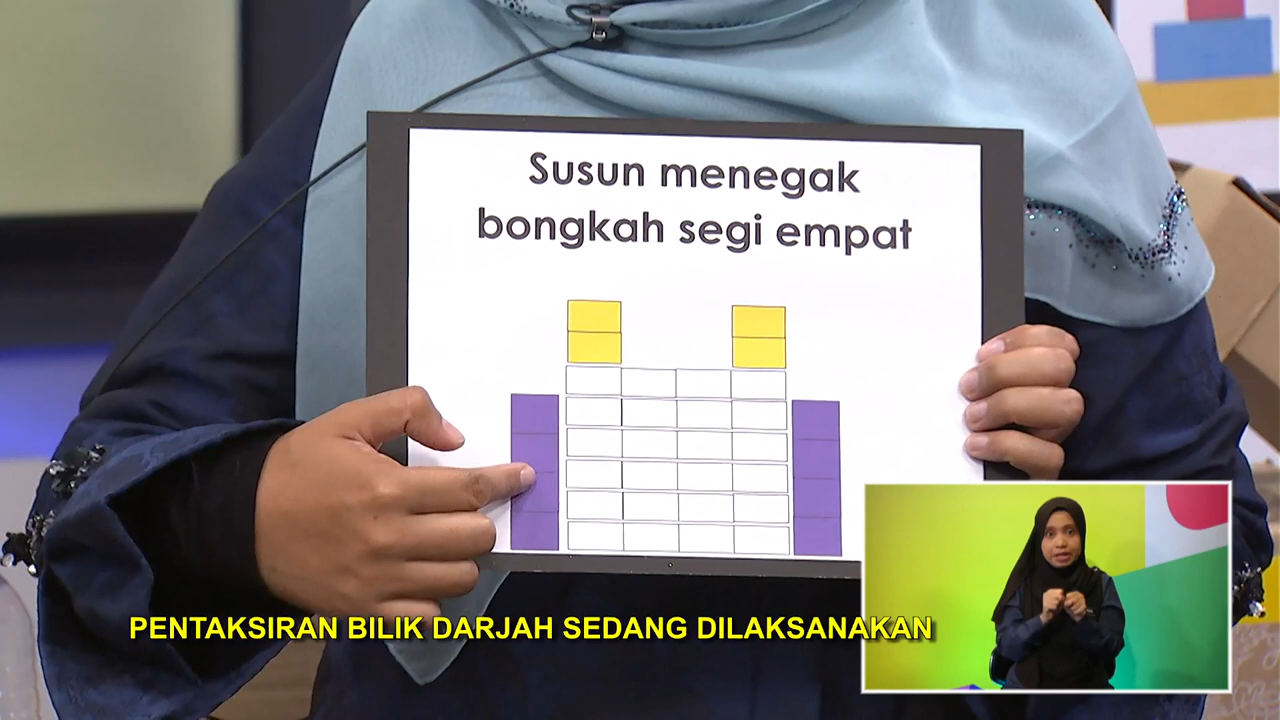 Susun menegak
bongkah segi empat
PENTAKSIRAN BILIK DARJAH SEDANG DILAKSANAKAN